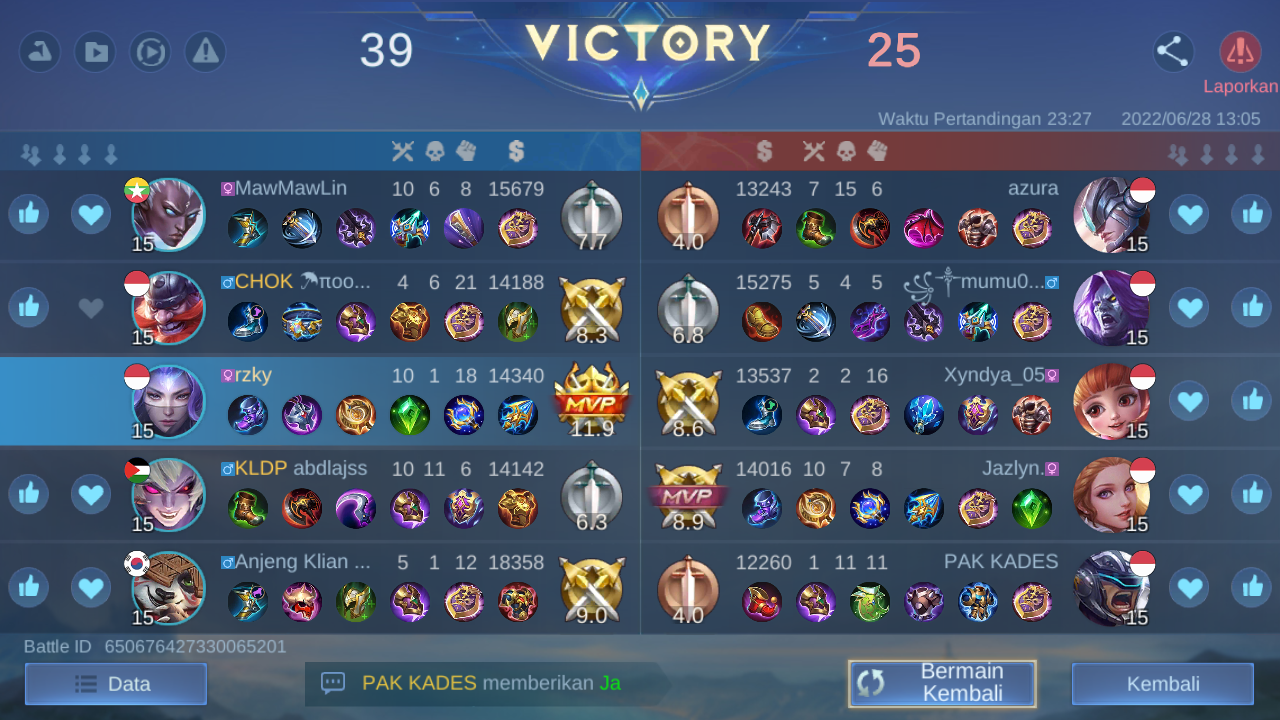 39 VICTORY 25
Laporkan
Waktu Pertandingan 23:27 2022/06/28 13:05
MawMawLin 10 6 8 15679
15 7.7
13243 7 15 6 azura
4.0 15
CHOK ☂πoo... 4 6 21 14188
15 8.3
15275 5 4 5 mumu0...
6.8 15
rzky 10 1 18 14340
MVP
15 11.9
13537 2 2 16 Xyndya_05
8.6 15
KLDP abdlajss 10 11 6 14142
15 6.3
14016 10 7 8 Jazlyn.
MVP
8.9 15
Anjeng Klian ... 5 1 12 18358
15 9.0
12260 1 11 11 PAK KADES
4.0 15
Battle ID 650676427330065201
Data
PAK KADES memberikan Ja
Bermain
Kembali
Kembali